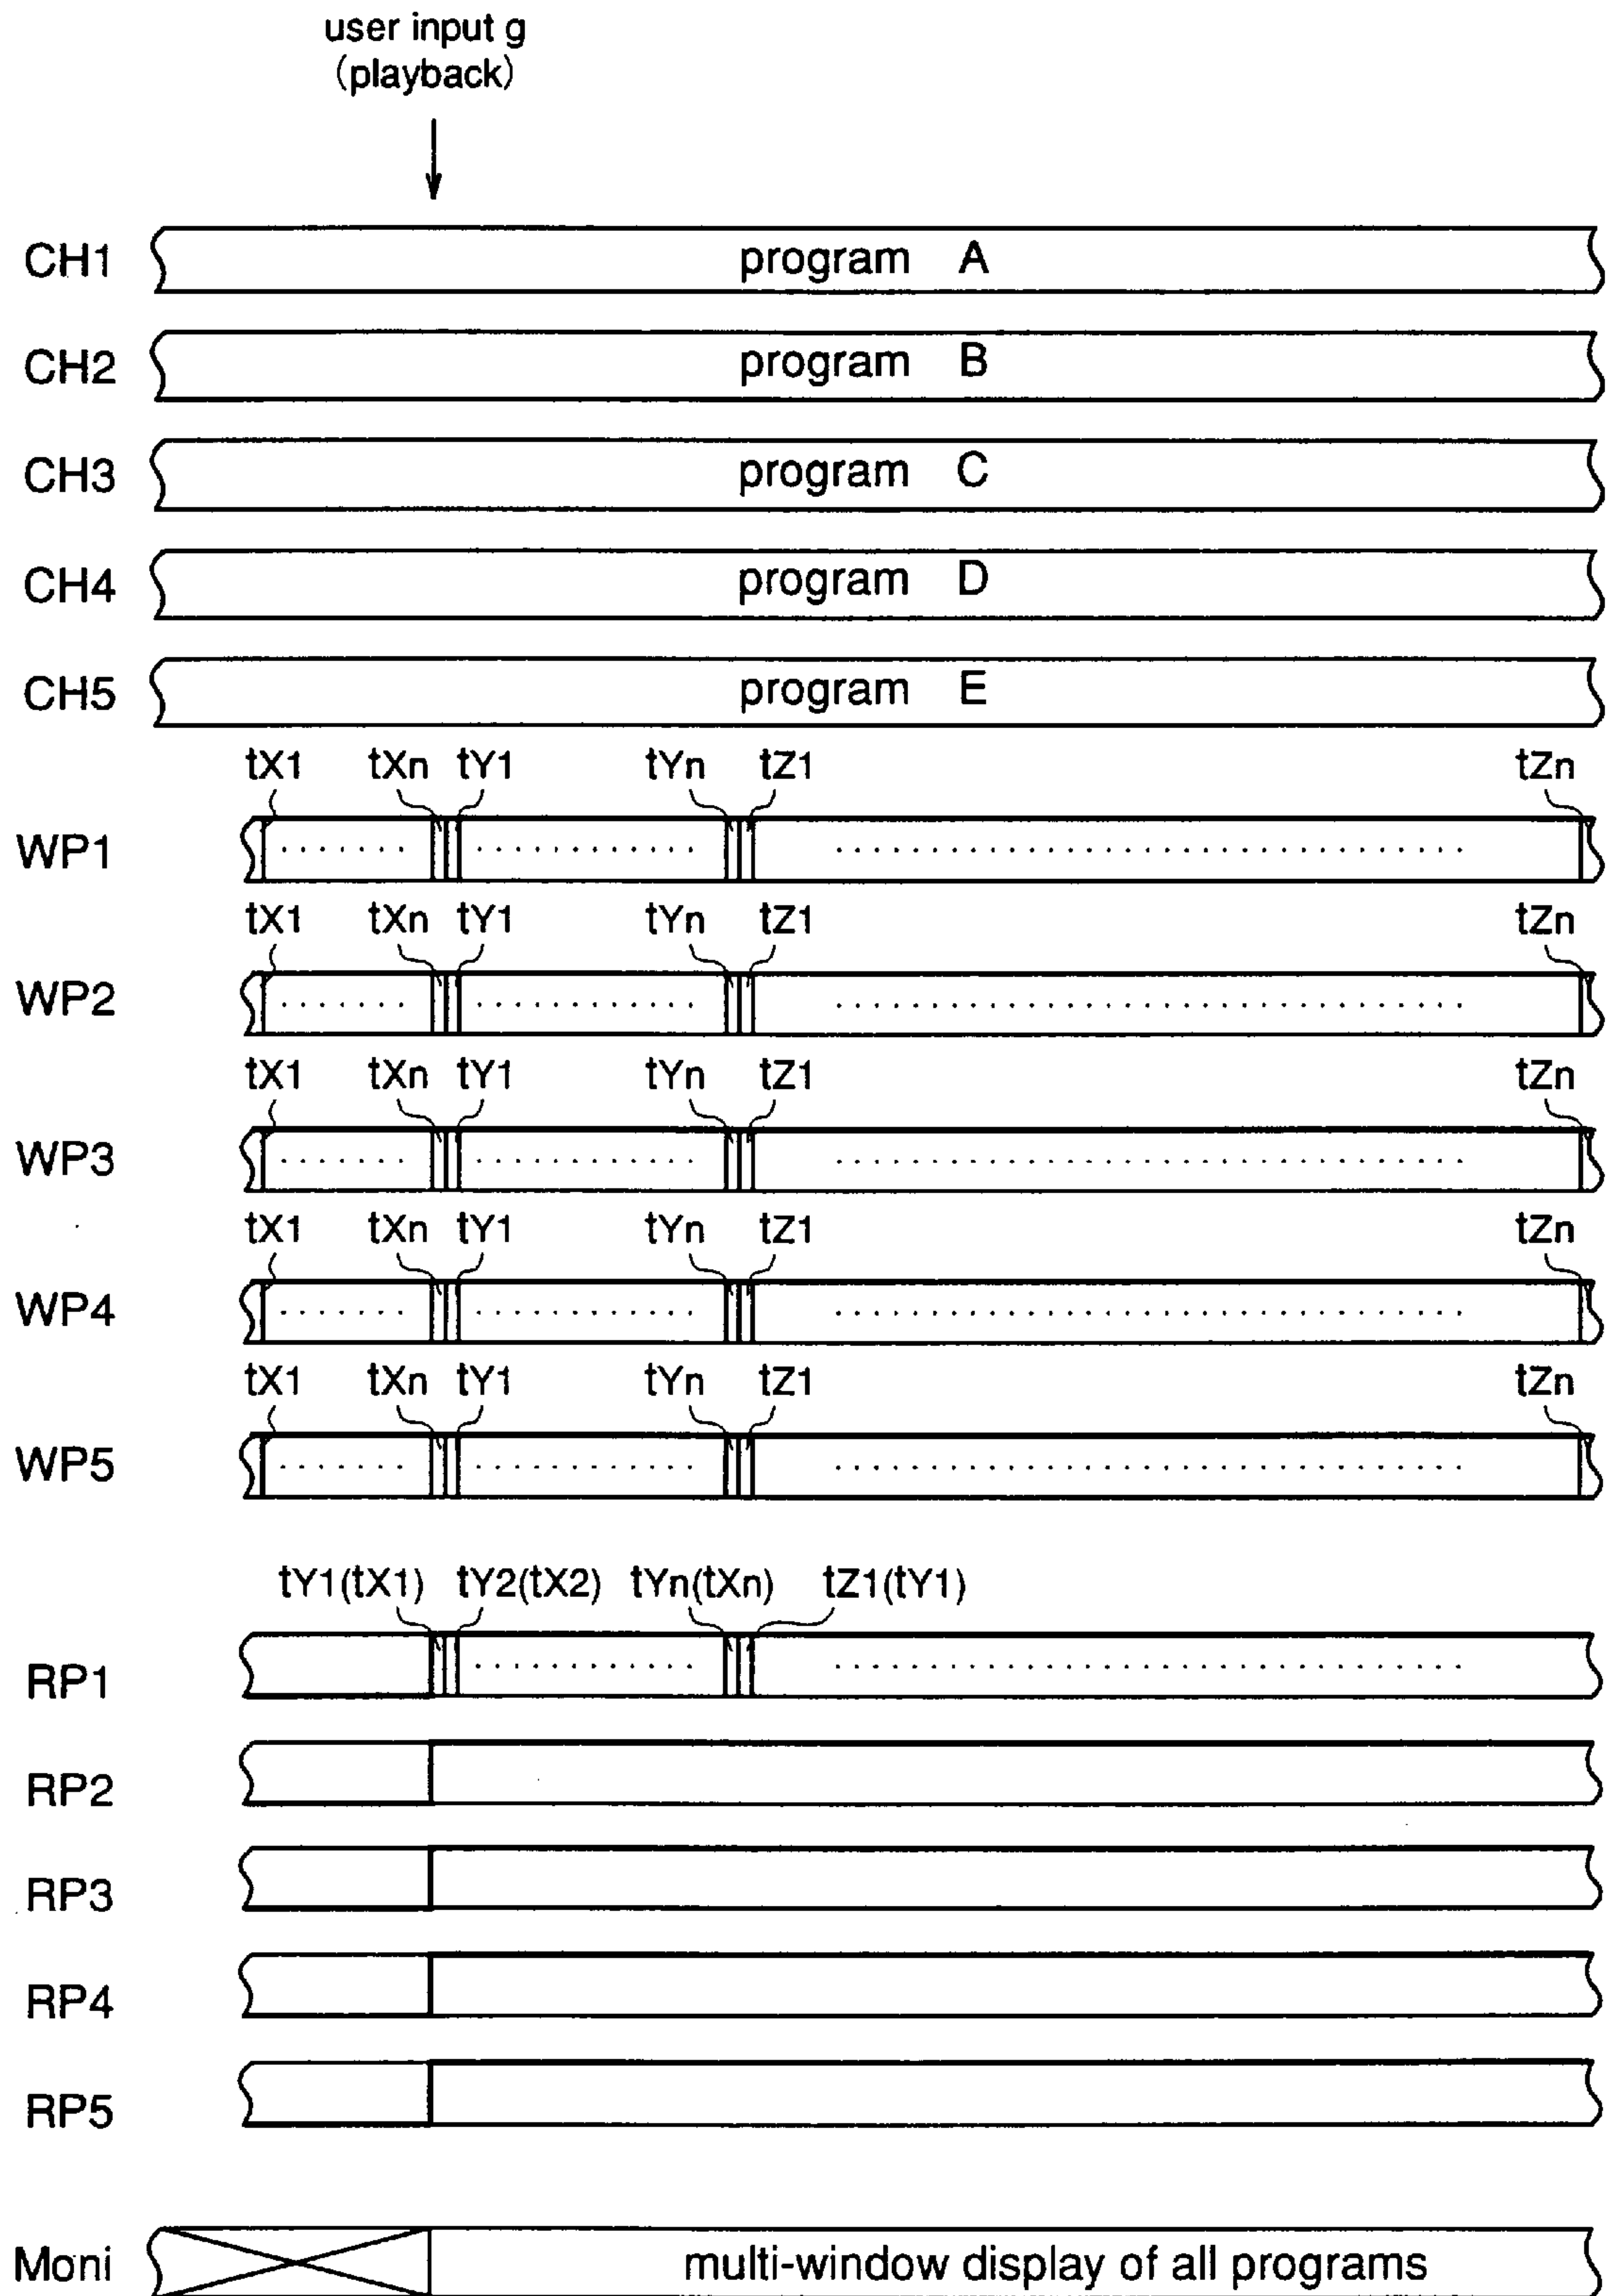 user input g
(playback)
CH1 program A
CH2 program B
CH3 program C
CH4 program D
CH5 program E
tX1 tXn tY1 tYn tZ1 tZn
WP1
tX1 tXn tY1 tYn tZ1 tZn
WP2
tX1 tXn tY1 tYn tZ1 tZn
WP3
tX1 tXn tY1 tYn tZ1 tZn
WP4
tX1 tXn tY1 tYn tZ1 tZn
WP5
tY1(tX1) tY2(tX2) tYn(tXn) tZ1(tY1)
RP1
RP2
RP3
RP4
RP5
Moni multi-window display of all programs